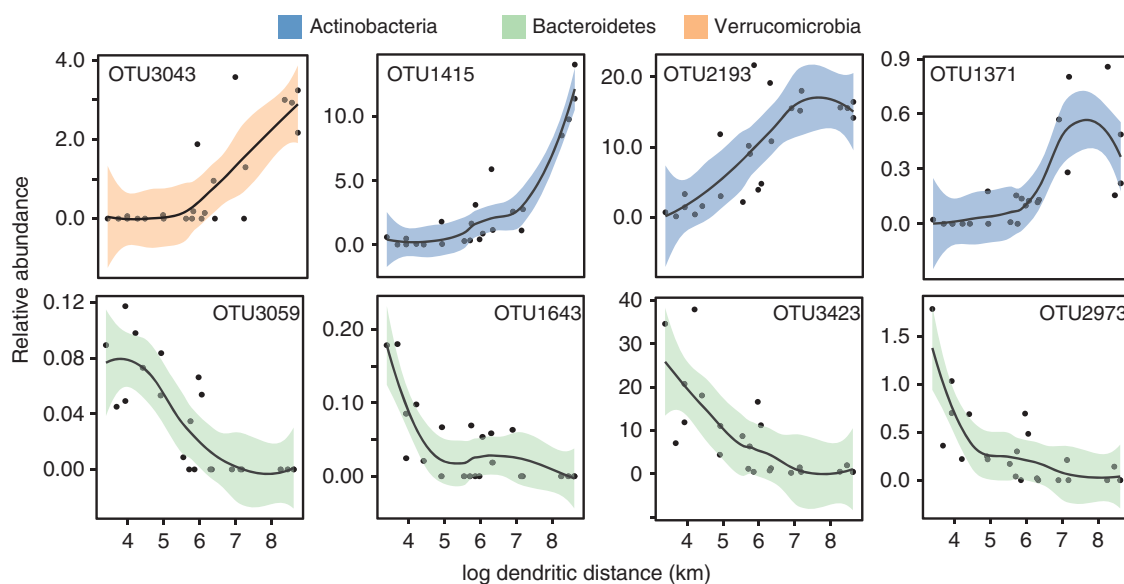 Actinobacteria Bacteroidetes Verrucomicrobia
Relative abundance
OTU3043
4.0
2.0
0.0
OTU1415
10.0
5.0
0.0
OTU2193
20.0
10.0
0.0
OTU1371
0.9
0.6
0.3
0.0
OTU3059
0.12
0.08
0.04
0.00
OTU1643
0.20
0.10
0.00
OTU3423
40
30
20
10
0
OTU2973
1.5
1.0
0.5
0.0
4 5 6 7 8
4 5 6 7 8
4 5 6 7 8
4 5 6 7 8
log dendritic distance (km)